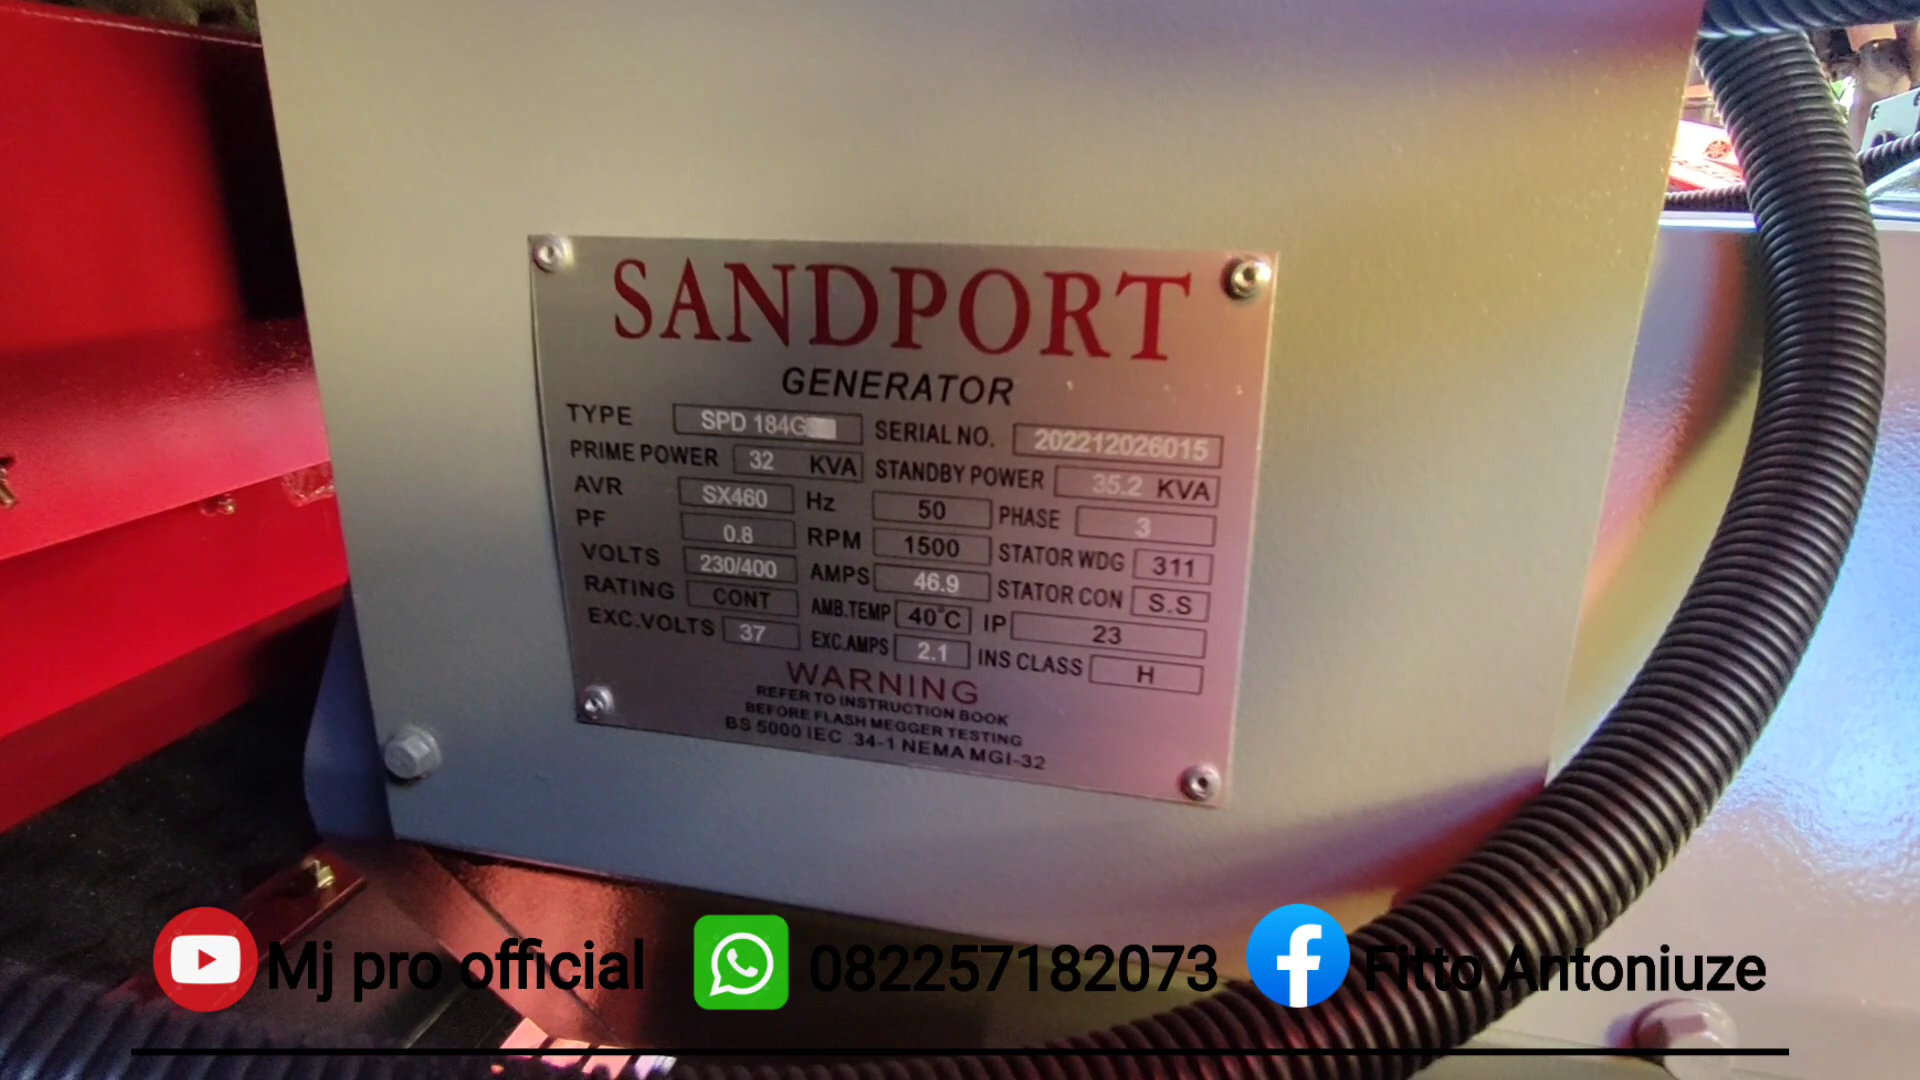 SANDPORT
GENERATOR
TYPE SPD 184G SERIAL NO. 202212026015
PRIME POWER 32 KVA STANDBY POWER 35.2 KVA
AVR SX460 Hz 50 PHASE 3
PF 0.8 RPM 1500 STATOR WDG 311
VOLTS 230/400 AMPS 46.9 STATOR CON S.S
RATING CONT AMB.TEMP 40°C IP 23
EXC.VOLTS 37 EXC.AMPS 2.1 INS CLASS H
WARNING
REFER TO INSTRUCTION BOOK
BEFORE FLASH MEGGER TESTING
BS 5000 IEC .34-1 NEMA MGI-32
Mj pro official 082257182073 Fitto Antoniuze